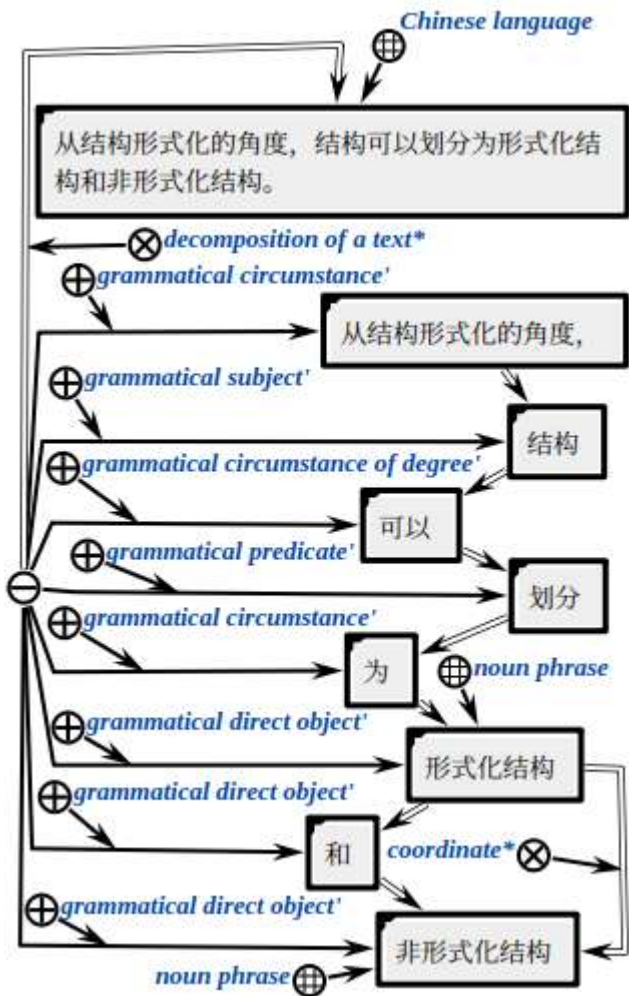 Chinese language
从结构形式化的角度，结构可以划分为形式化结
构和非形式化结构。
decomposition of a text*
grammatical circumstance'
从结构形式化的角度，
grammatical subject'
结构
grammatical circumstance of degree'
可以
grammatical predicate'
划分
grammatical circumstance'
为
noun phrase
grammatical direct object'
形式化结构
grammatical direct object'
和
coordinate*
grammatical direct object'
非形式化结构
noun phrase